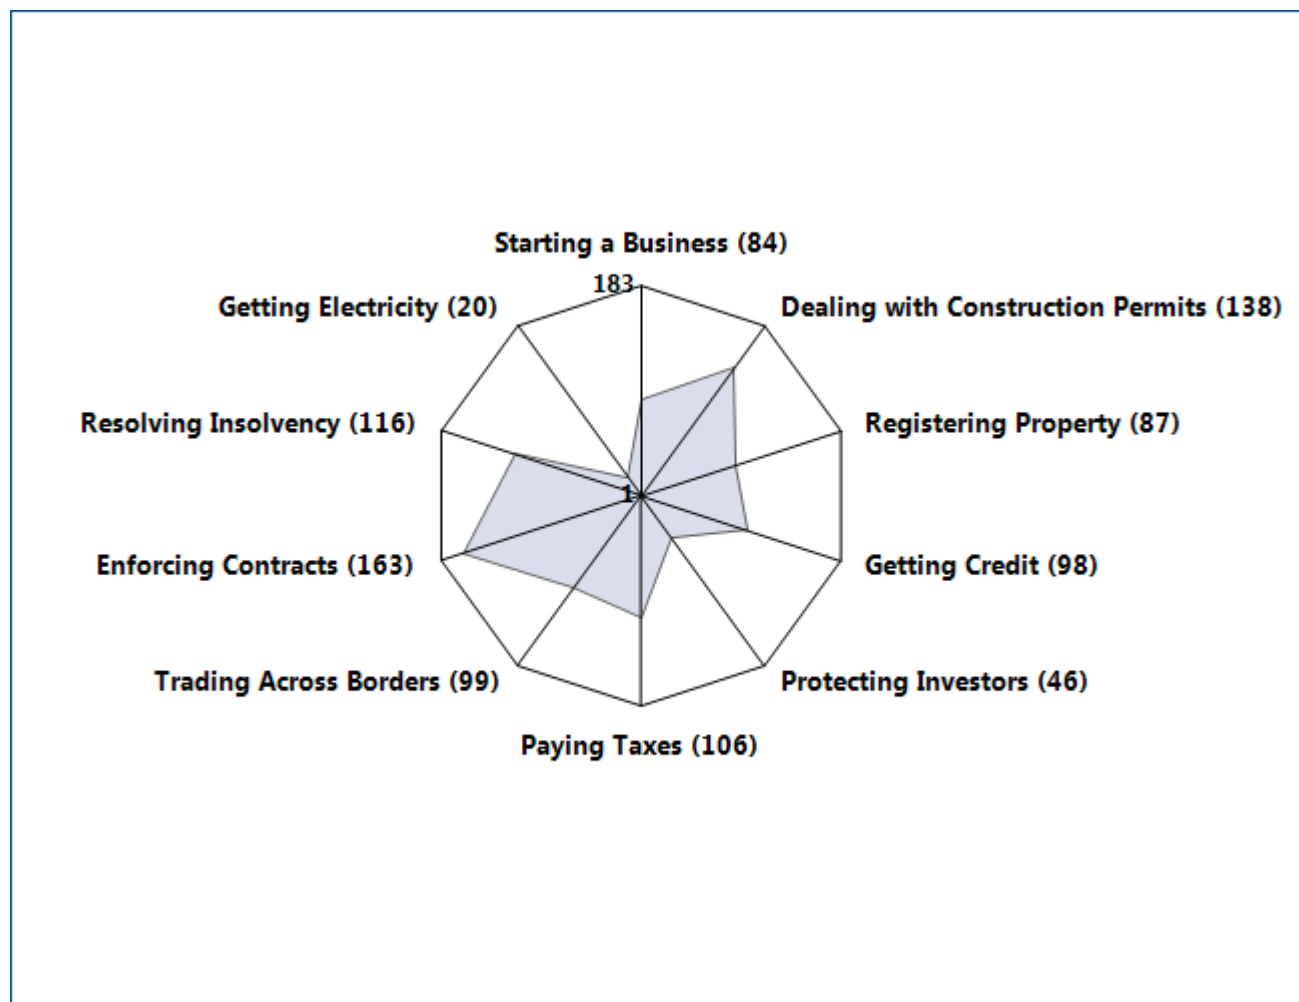 Starting a Business (84)
183
Getting Electricity (20)
Dealing with Construction Permits (138)
Resolving Insolvency (116)
Registering Property (87)
1
Enforcing Contracts (163)
Getting Credit (98)
Trading Across Borders (99)
Protecting Investors (46)
Paying Taxes (106)